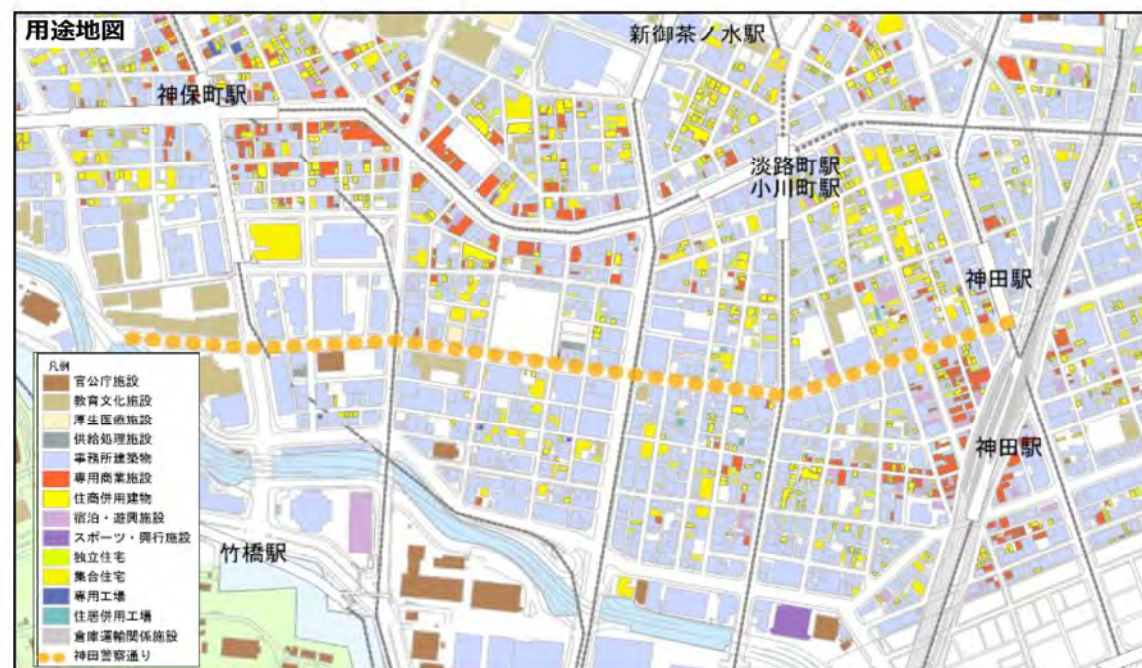 用途地図
新御茶ノ水駅
神保町駅
淡路町駅
小川町駅
神田駅
神田駅
竹橋駅
凡例
官公庁施設
教育文化施設
厚生医療施設
供給処理施設
事務所建築物
専用商業施設
住商併用建物
宿泊・遊興施設
スポーツ・興行施設
独立住宅
集合住宅
専用工場
住居併用工場
倉庫運輸関係施設
神田警察通り